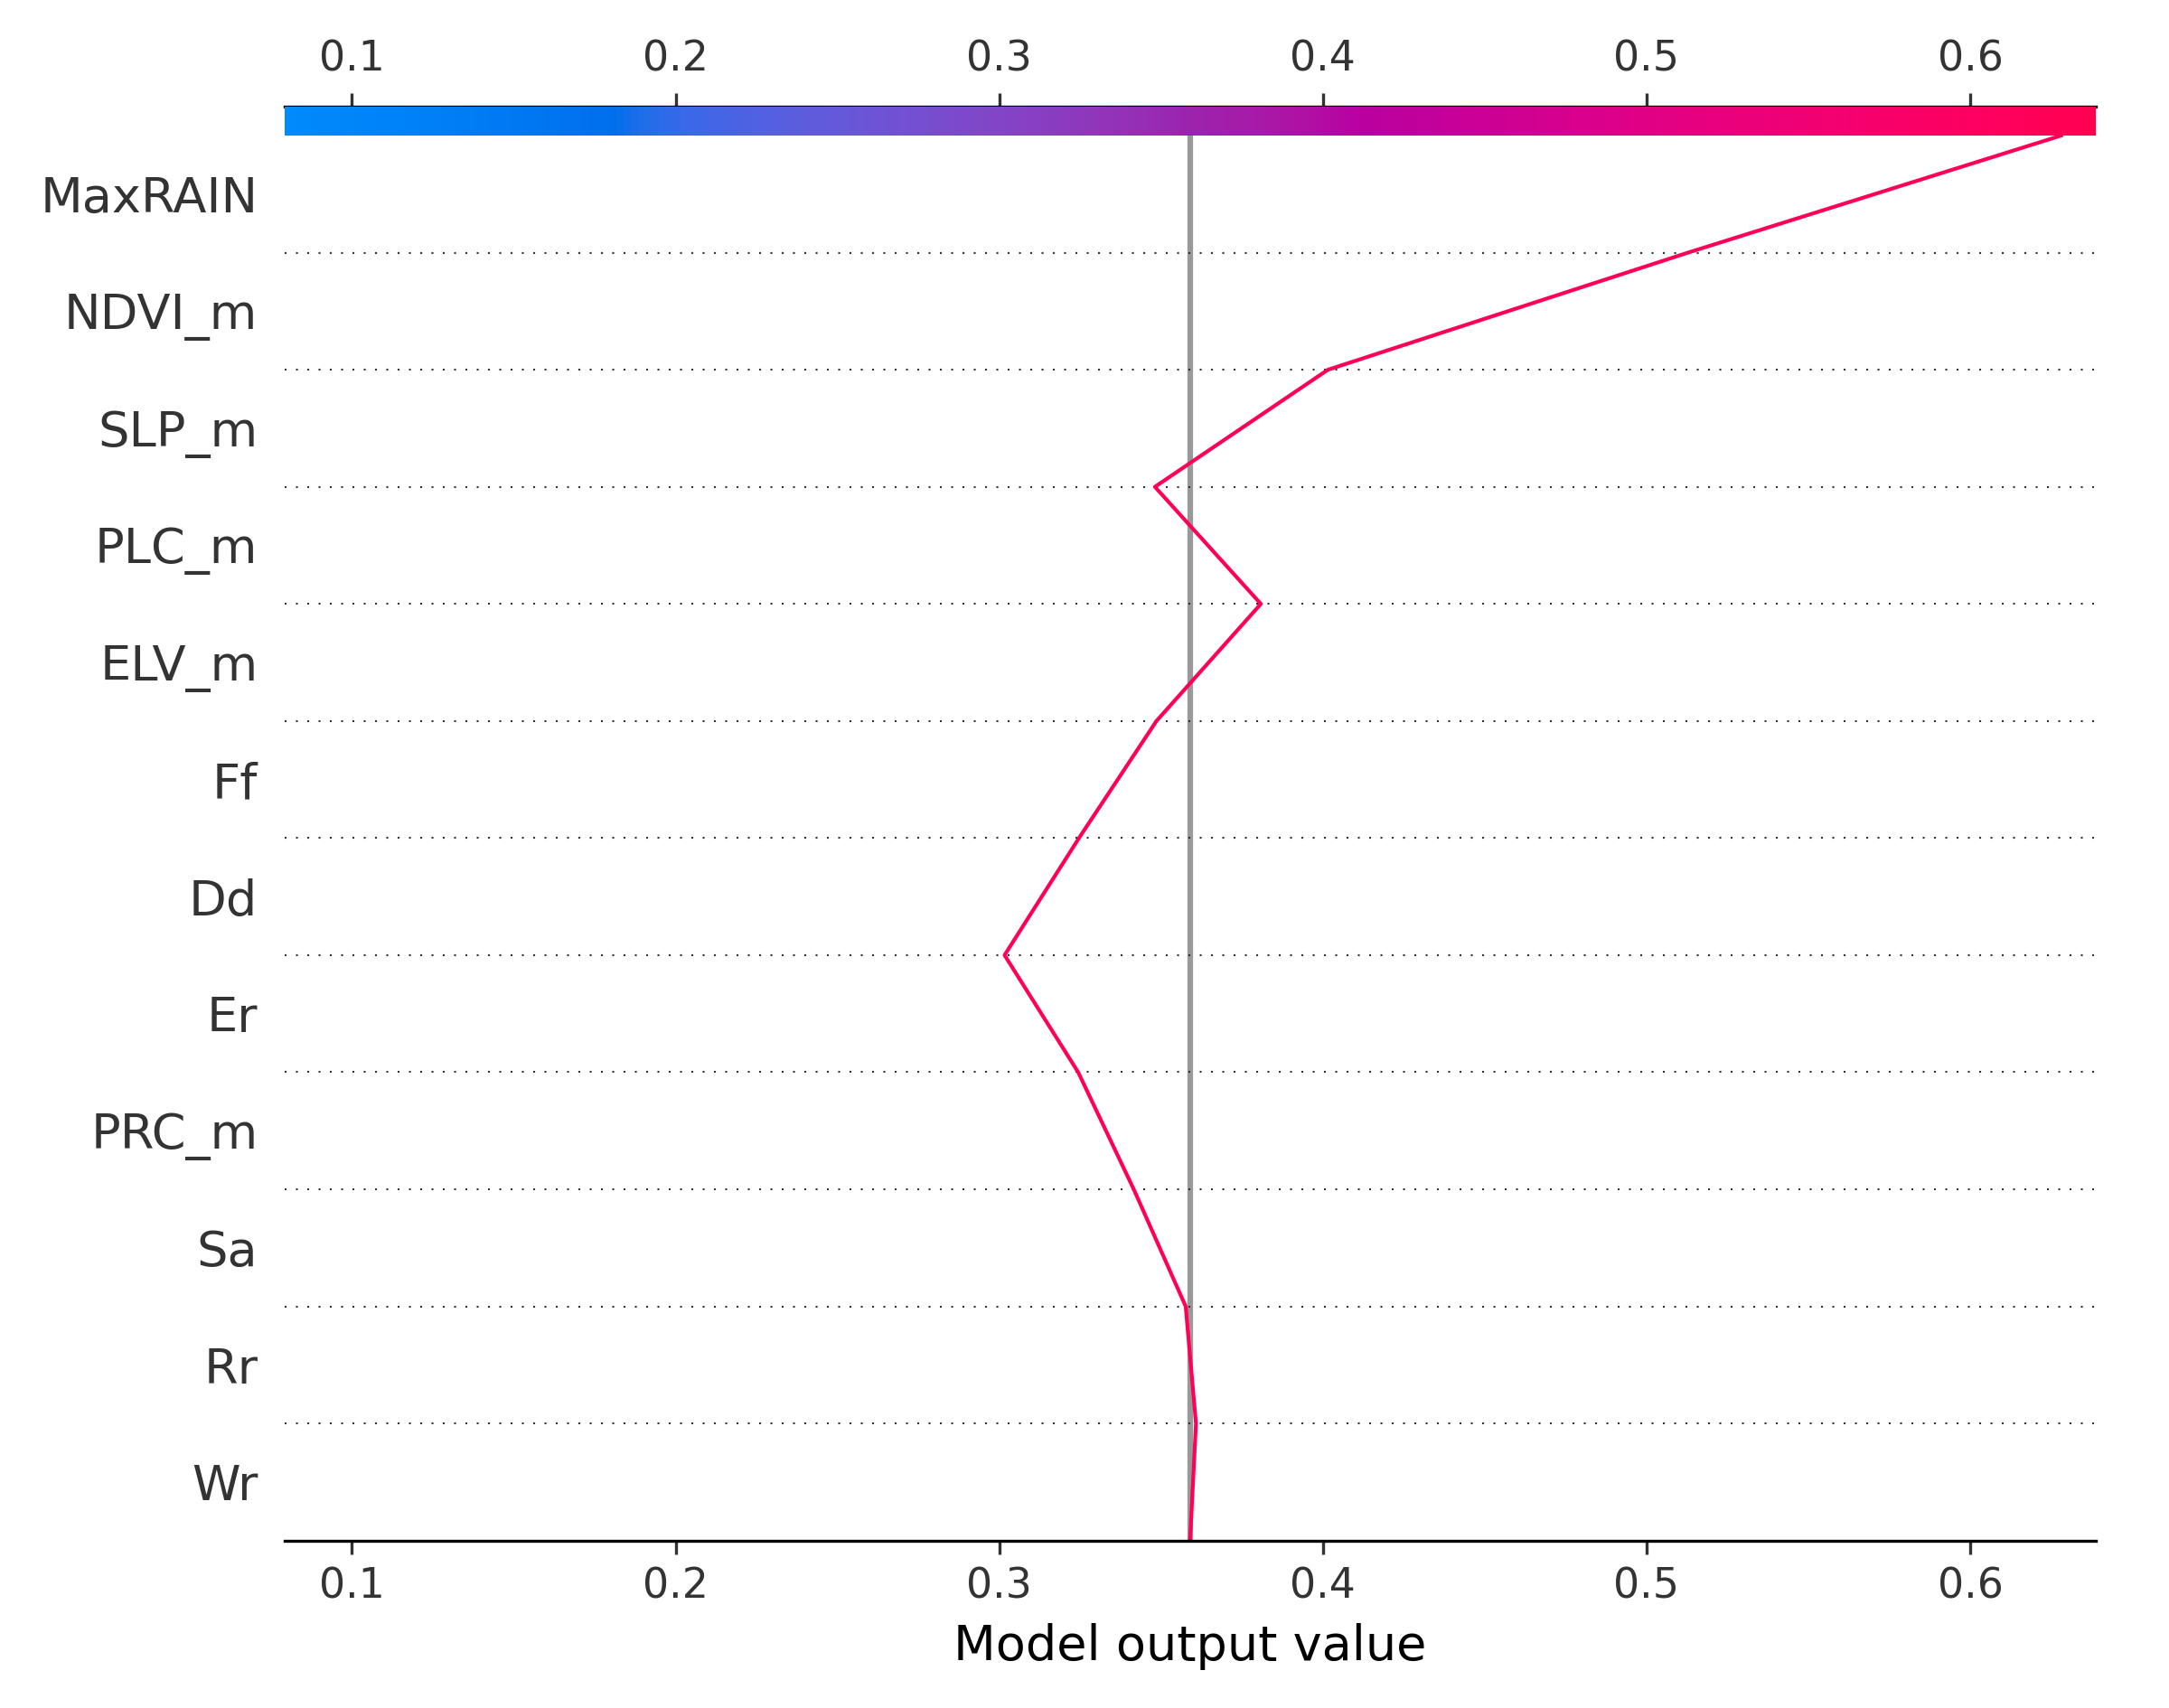 0.1 0.2 0.3 0.4 0.5 0.6
MaxRAIN
NDVI_m
SLP_m
PLC_m
ELV_m
Ff
Dd
Er
PRC_m
Sa
Rr
Wr
0.1 0.2 0.3 0.4 0.5 0.6
Model output value